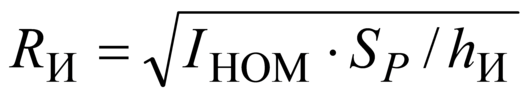 R_И = √(I_НОМ · S_P / h_И)